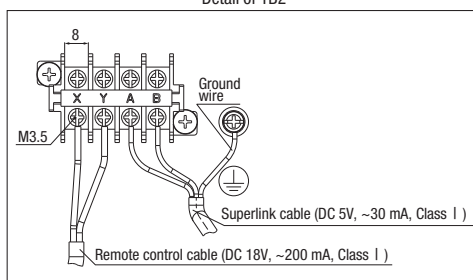 Detail of TB2
8
X Y A B
Ground
wire
M3.5
Superlink cable (DC 5V, ~30 mA, Class Ⅰ)
Remote control cable (DC 18V, ~200 mA, Class Ⅰ)